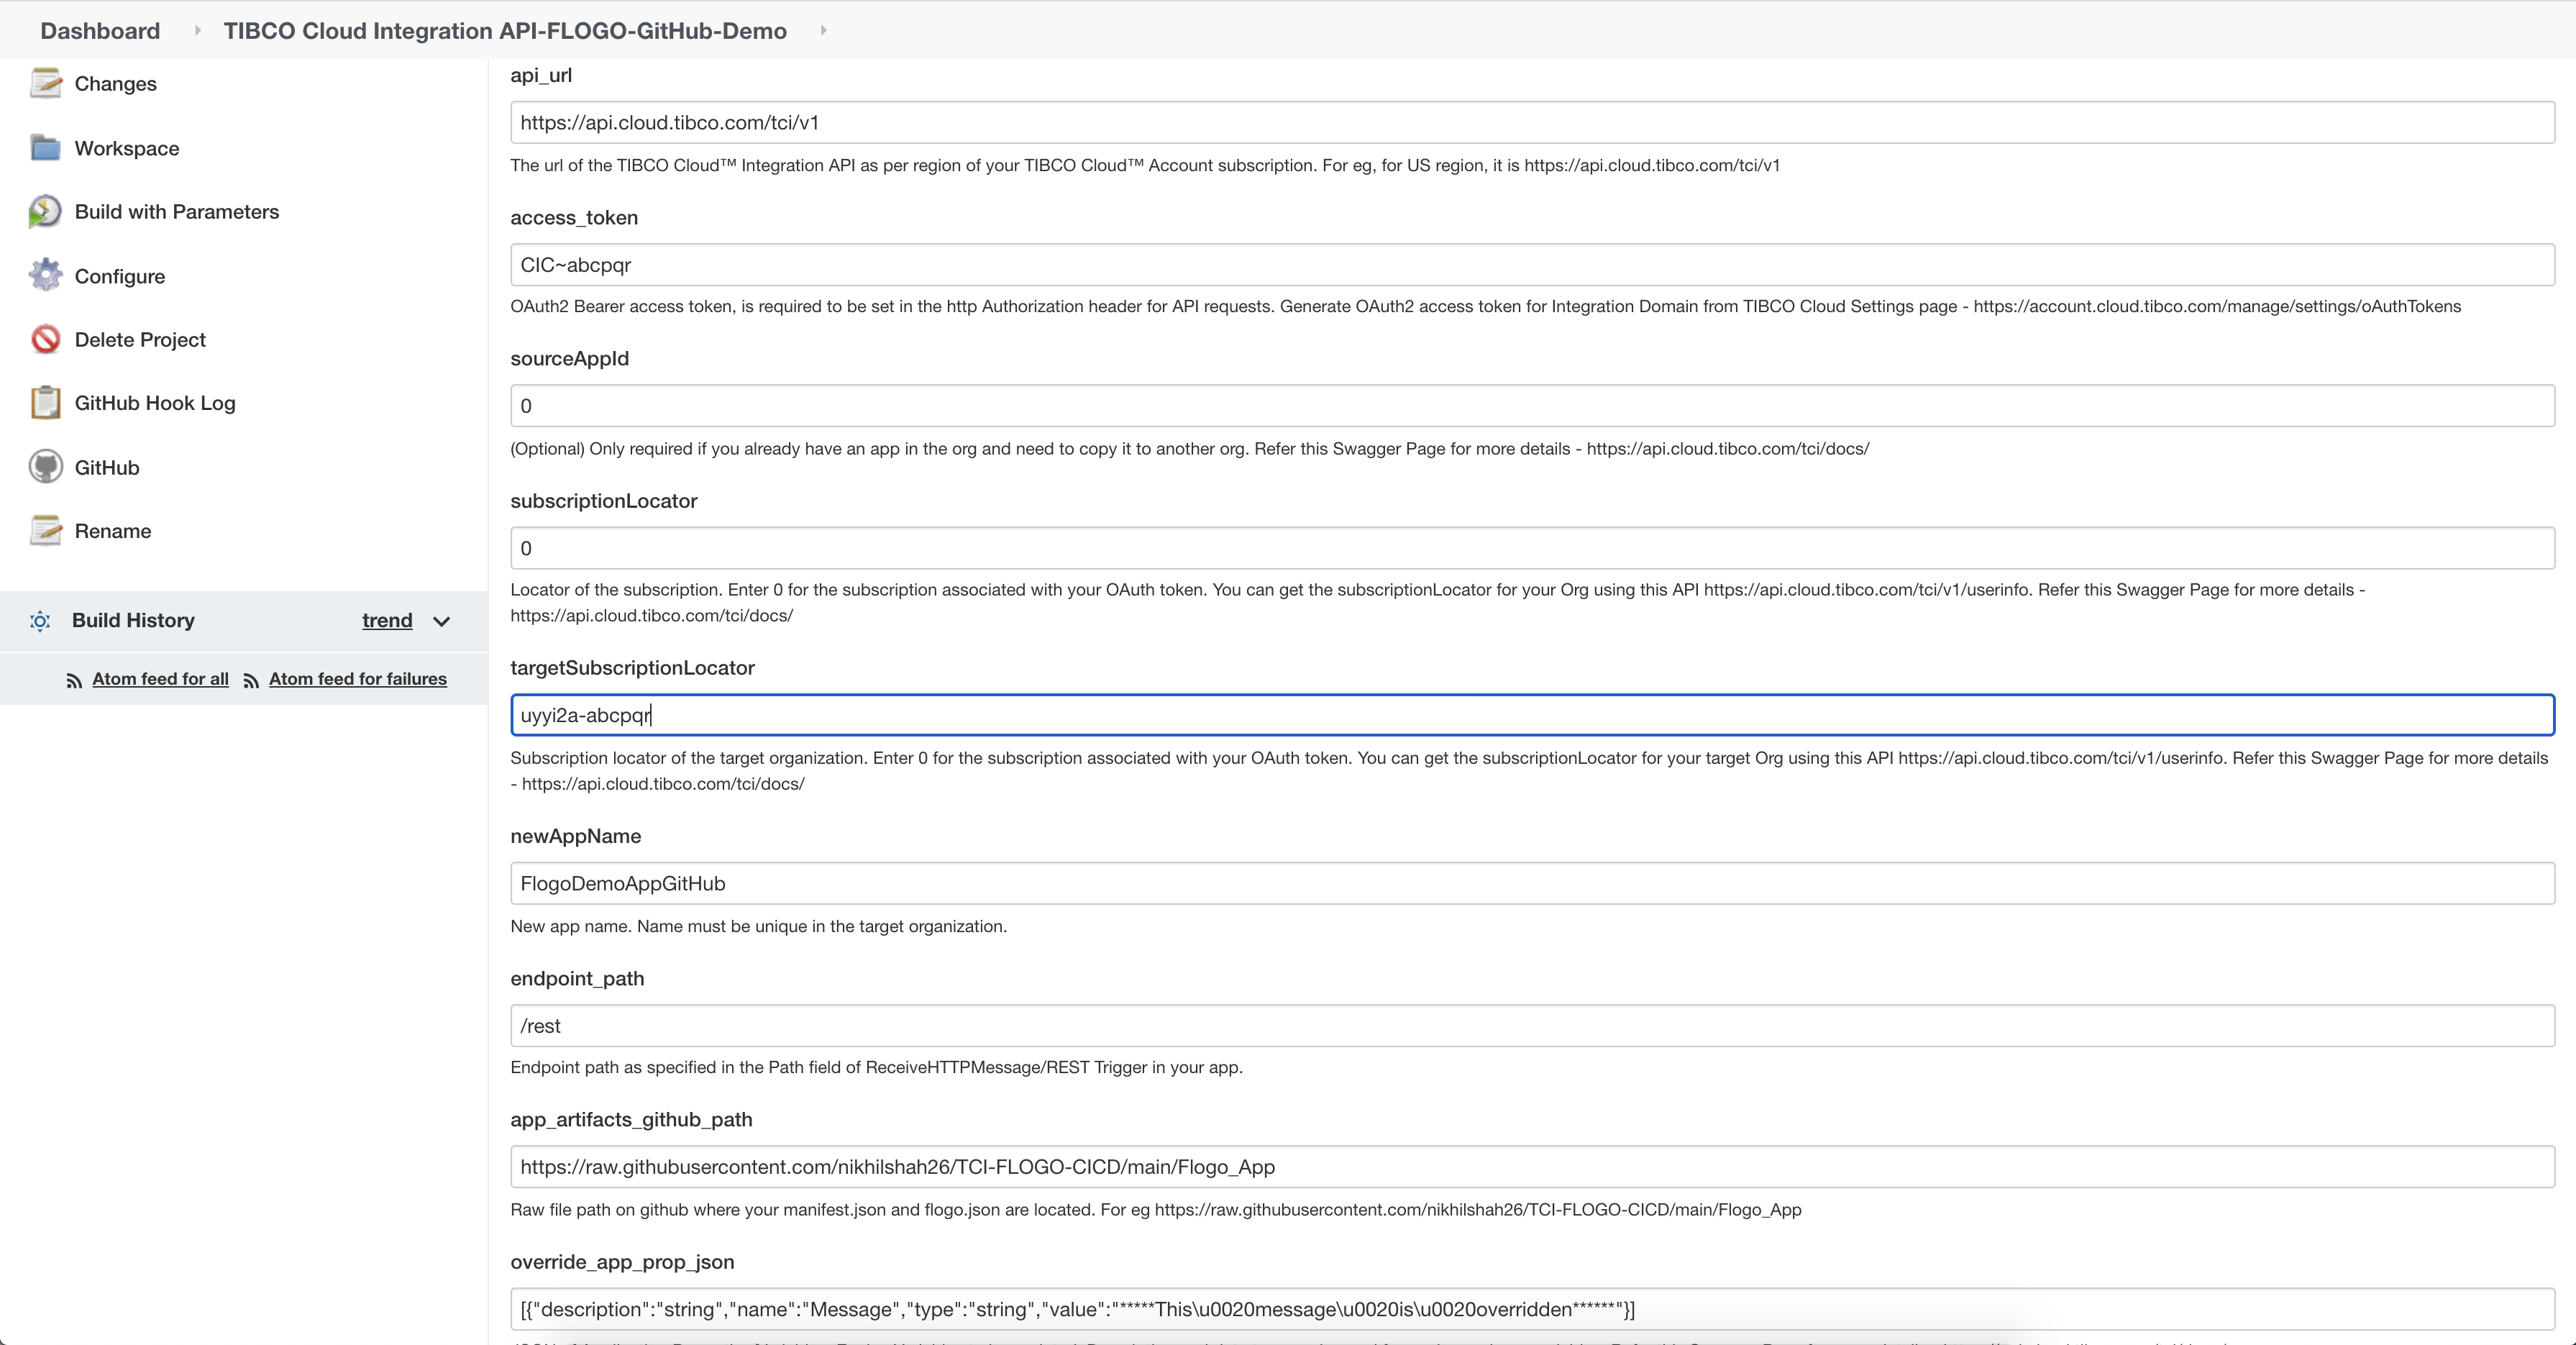 Dashboard
TIBCO Cloud Integration API-FLOGO-GitHub-Demo
Changes
Workspace
Build with Parameters
Configure
Delete Project
GitHub Hook Log
GitHub
Rename
Build History
trend
Atom feed for all
Atom feed for failures
api_url
https://api.cloud.tibco.com/tci/v1
The url of the TIBCO Cloud™ Integration API as per region of your TIBCO Cloud™ Account subscription. For eg, for US region, it is https://api.cloud.tibco.com/tci/v1
access_token
CIC~abcpqr
OAuth2 Bearer access token, is required to be set in the http Authorization header for API requests. Generate OAuth2 access token for Integration Domain from TIBCO Cloud Settings page - https://account.cloud.tibco.com/manage/settings/oAuthTokens
sourceAppId
0
(Optional) Only required if you already have an app in the org and need to copy it to another org. Refer this Swagger Page for more details - https://api.cloud.tibco.com/tci/docs/
subscriptionLocator
0
Locator of the subscription. Enter 0 for the subscription associated with your OAuth token. You can get the subscriptionLocator for your Org using this API https://api.cloud.tibco.com/tci/v1/userinfo. Refer this Swagger Page for more details -
https://api.cloud.tibco.com/tci/docs/
targetSubscriptionLocator
uyyi2a-abcpqr
Subscription locator of the target organization. Enter 0 for the subscription associated with your OAuth token. You can get the subscriptionLocator for your target Org using this API https://api.cloud.tibco.com/tci/v1/userinfo. Refer this Swagger Page for more details
- https://api.cloud.tibco.com/tci/docs/
newAppName
FlogoDemoAppGitHub
New app name. Name must be unique in the target organization.
endpoint_path
/rest
Endpoint path as specified in the Path field of ReceiveHTTPMessage/REST Trigger in your app.
app_artifacts_github_path
https://raw.githubusercontent.com/nikhilshah26/TCI-FLOGO-CICD/main/Flogo_App
Raw file path on github where your manifest.json and flogo.json are located. For eg https://raw.githubusercontent.com/nikhilshah26/TCI-FLOGO-CICD/main/Flogo_App
override_app_prop_json
[{"description":"string","name":"Message","type":"string","value":"*****This\u0020message\u0020is\u0020overridden******"}]